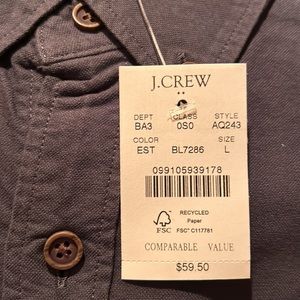 J.CREW
DEPT CLASS STYLE
BA3 0S0 AQ243
COLOR SIZE
EST BL7286 L
099105939178
RECYCLED
Paper
FSC® C117781
FSC
COMPARABLE VALUE
$59.50